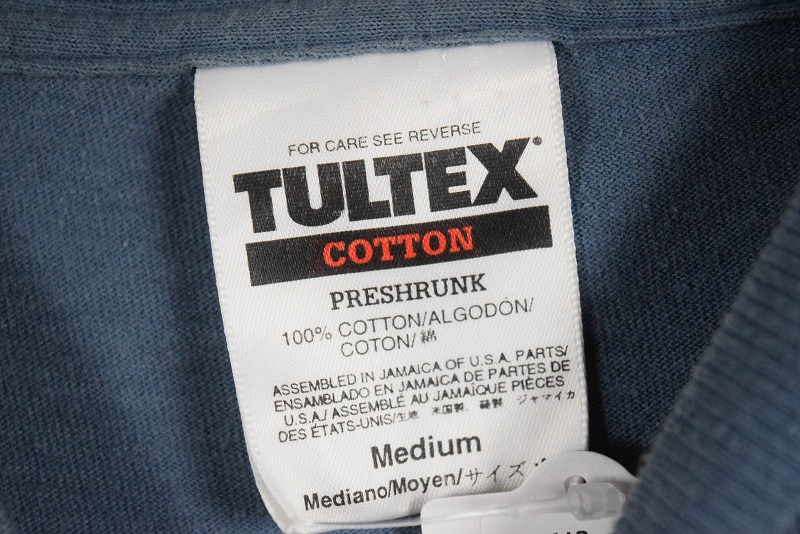 FOR CARE SEE REVERSE
TULTEX®
COTTON
PRESHRUNK
100% COTTON/ALGODÓN/
COTON/綿
ASSEMBLED IN JAMAICA OF U.S.A. PARTS/
ENSAMBLADO EN JAMAICA DE PARTES DE
U.S.A./ ASSEMBLÉ AU JAMAÏQUE PIÈCES
DES ÉTATS-UNIS/生地 米国製. 縫製 ジャマイカ
Medium
Mediano/Moyen/サイズ